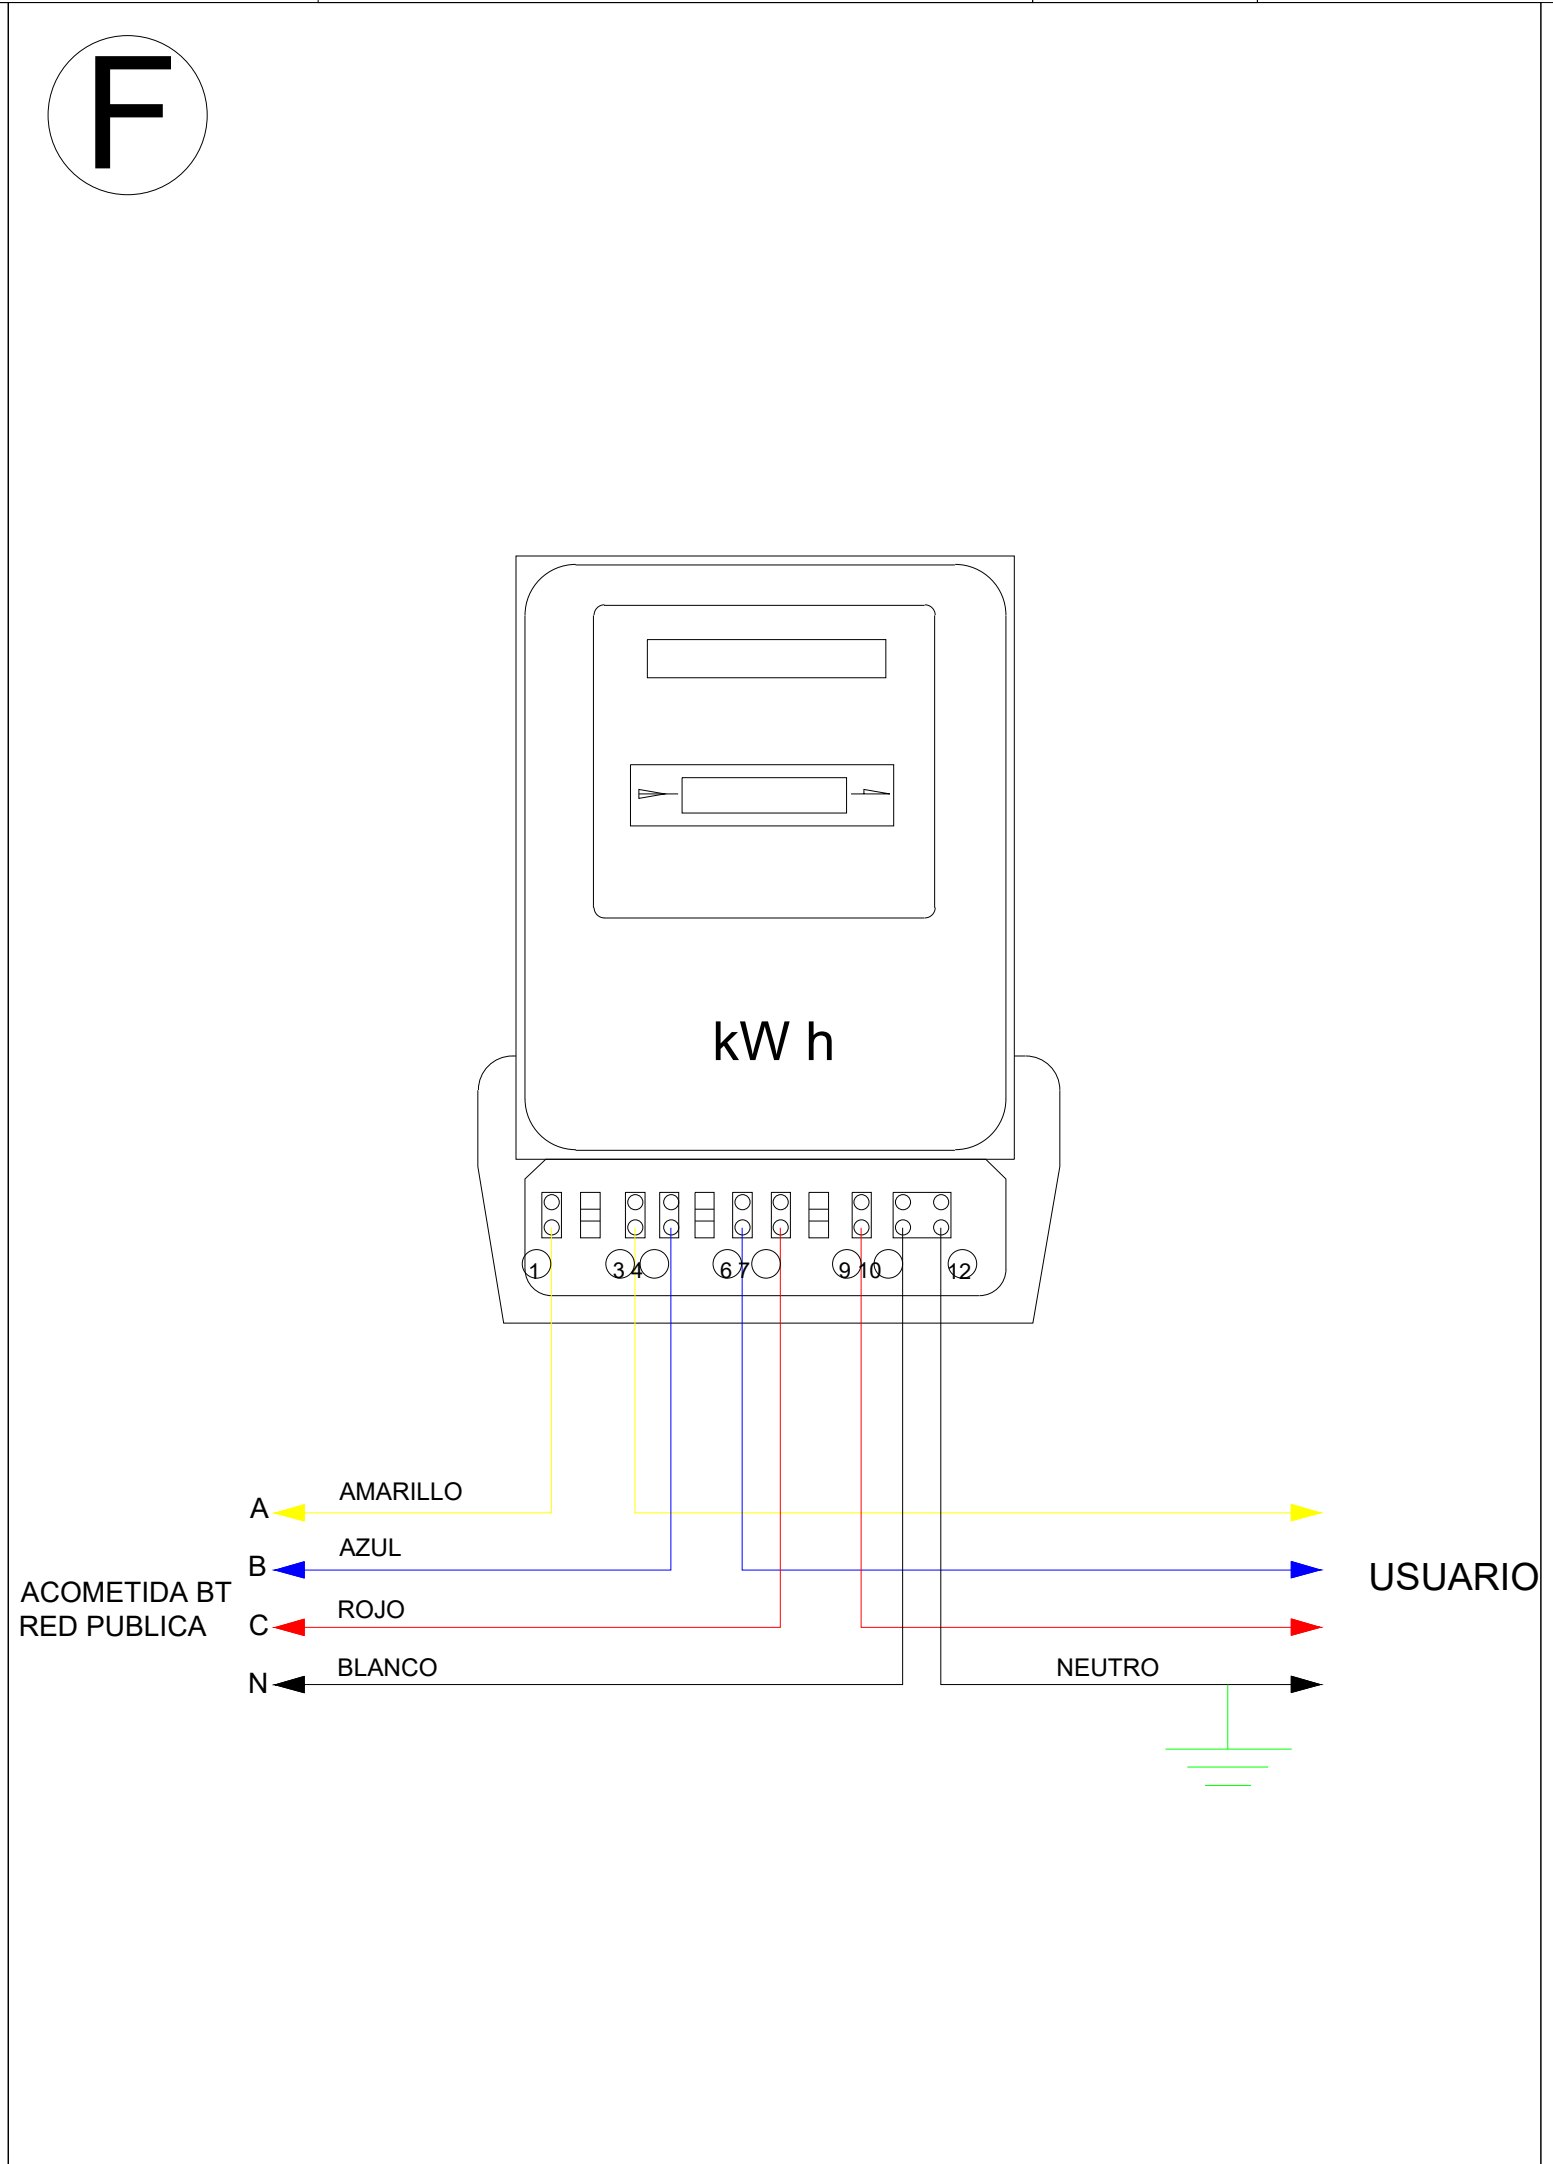 F
kW h
1 3 4 6 7 9 10 12
AMARILLO
A
AZUL
B
ACOMETIDA BT
RED PUBLICA
USUARIO
ROJO
C
BLANCO
N
NEUTRO